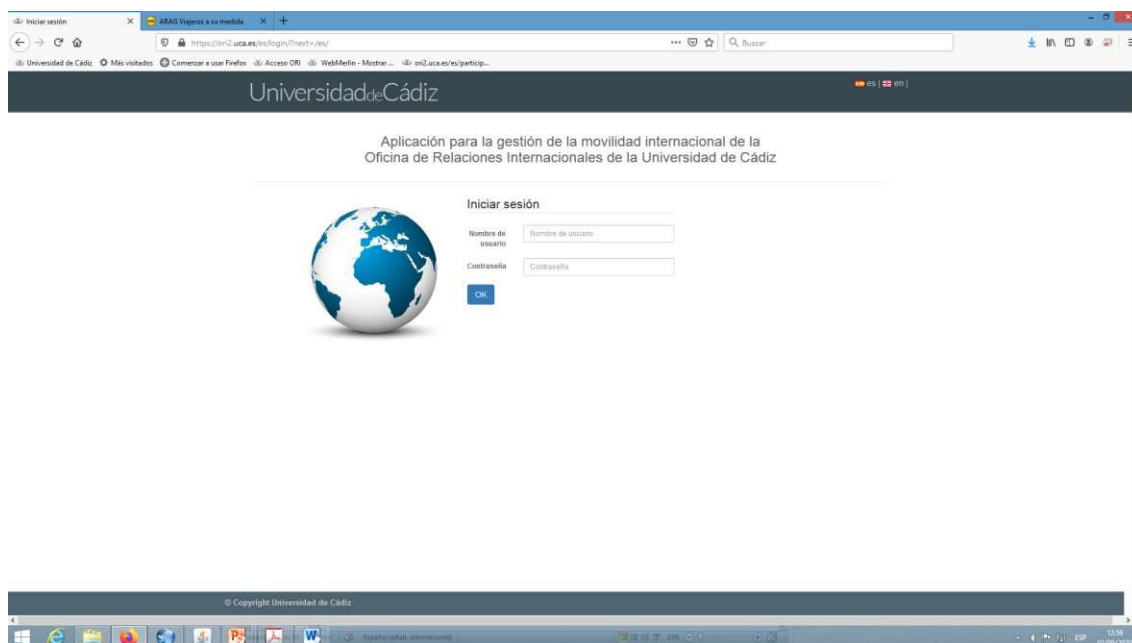 Iniciar sesión
ARAG Viajeros a su medida
https://ori2.uca.es/es/login/?next=/es/
Buscar
Universidad de Cádiz
Más visitados
Comenzar a usar Firefox
Acceso ORI
WebMerlin - Mostrar ...
ori2.uca.es/es/particip...
UniversidaddeCádiz
es | en |
Aplicación para la gestión de la movilidad internacional de la
Oficina de Relaciones Internacionales de la Universidad de Cádiz
Iniciar sesión
Nombre de
usuario
Nombre de usuario
Contraseña
Contraseña
OK
© Copyright Universidad de Cádiz
ESP
12:59